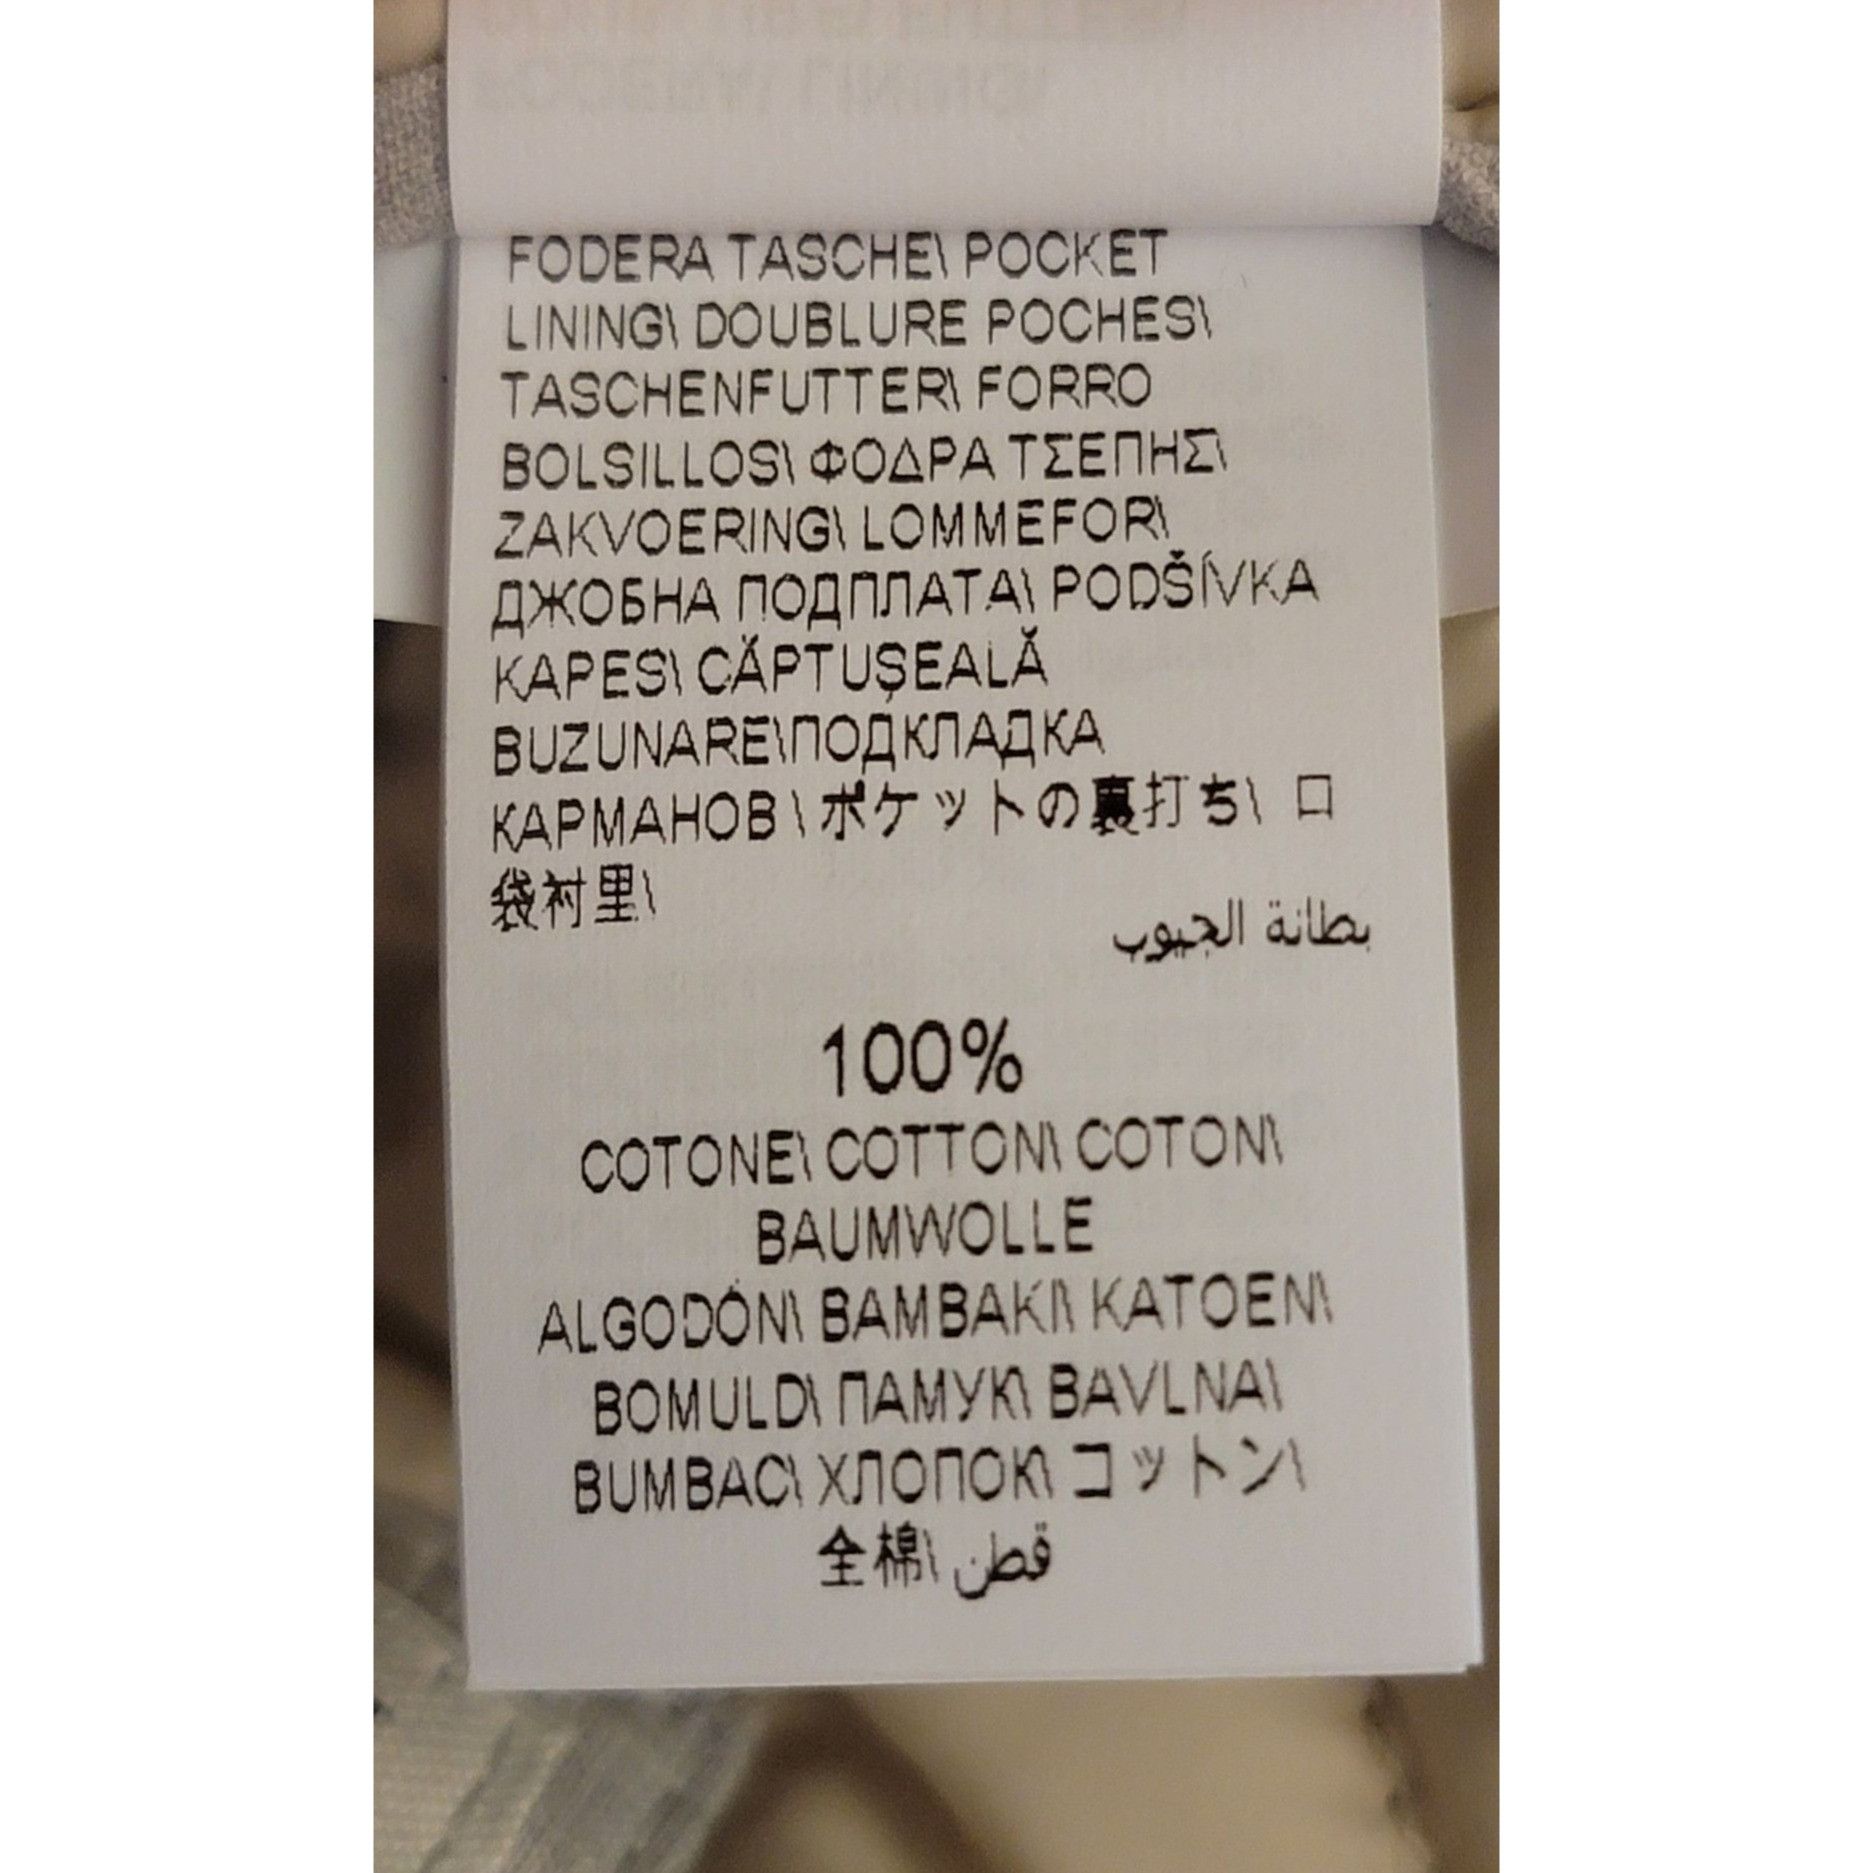 FODERA TASCHE\ POCKET
LINING\ DOUBLURE POCHES\
TASCHENFUTTER\ FORRO
BOLSILLOS\ ΦΟΔΡΑ ΤΣΕΠΗΣ\
ZAKVOERING\ LOMMEFOR\
ДЖОБНА ПОДПЛАТА\ PODŠÍVKA
KAPES\ CĂPTUȘEALĂ
BUZUNARE\ПОДКЛАДКА
КАРМАНОВ \ ポケットの裏打ち\ 口
袋衬里\
بطانة الجيوب
100%
COTONE\ COTTON\ COTON\
BAUMWOLLE
ALGODÓN\ BAMBAKI\ KATOEN\
BOMULD\ ПАМУК\ BAVLNA\
BUMBAC\ ХЛОПОК\ コットン\
全棉\ قطن